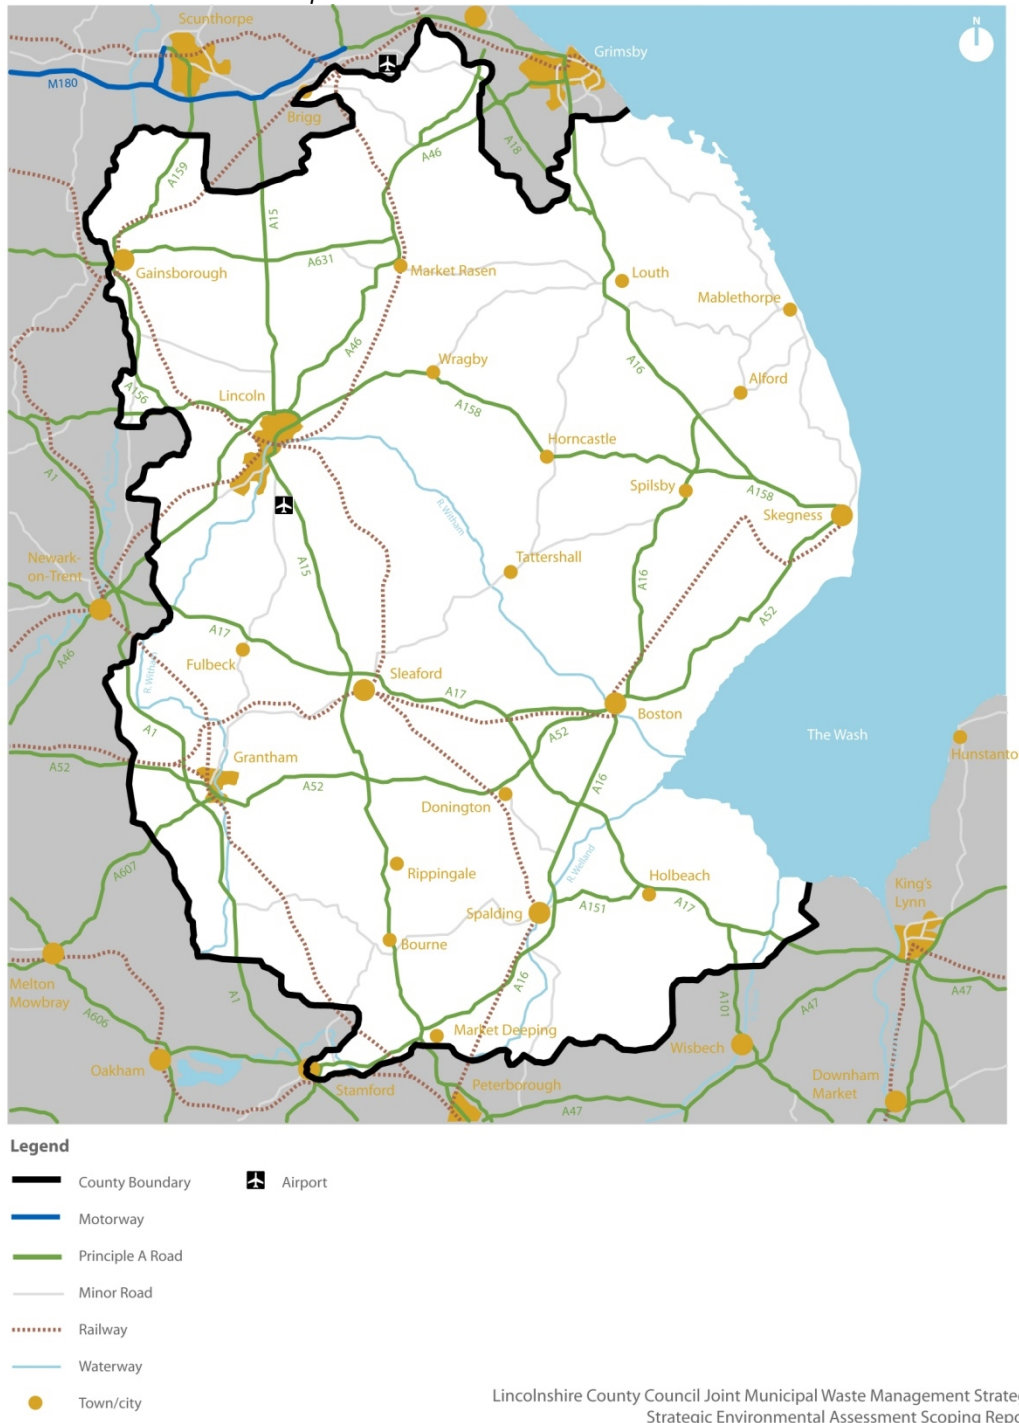 Scunthorpe
N
Grimsby
M180
Brigg
A18
A46
A159
A15
A631
Gainsborough
Market Rasen
Louth
Mablethorpe
A46
A16
Wragby
Alford
A156
Lincoln
A158
Horncastle
A1
Spilsby
A158
R.Witham
Skegness
Newark-
on-Trent
A15
Tattershall
A16
A52
A17
A46
Fulbeck
R.Witham
Sleaford
A17
Boston
A1
A52
The Wash
Hunstanto
Grantham
A52
A52
A16
Donington
A607
Rippingale
R.Welland
Holbeach
King's
Lynn
Spalding
A151
A17
Bourne
Melton
Mowbray
A1
A16
A101
A47
A47
A606
Market Deeping
Wisbech
Oakham
Stamford
Peterborough
Downham
Market
A47
Legend
County Boundary
Airport
Motorway
Principle A Road
Minor Road
Railway
Waterway
Town/city
Lincolnshire County Council Joint Municipal Waste Management Strate
Strategic Environmental Assessment Scoping Repo